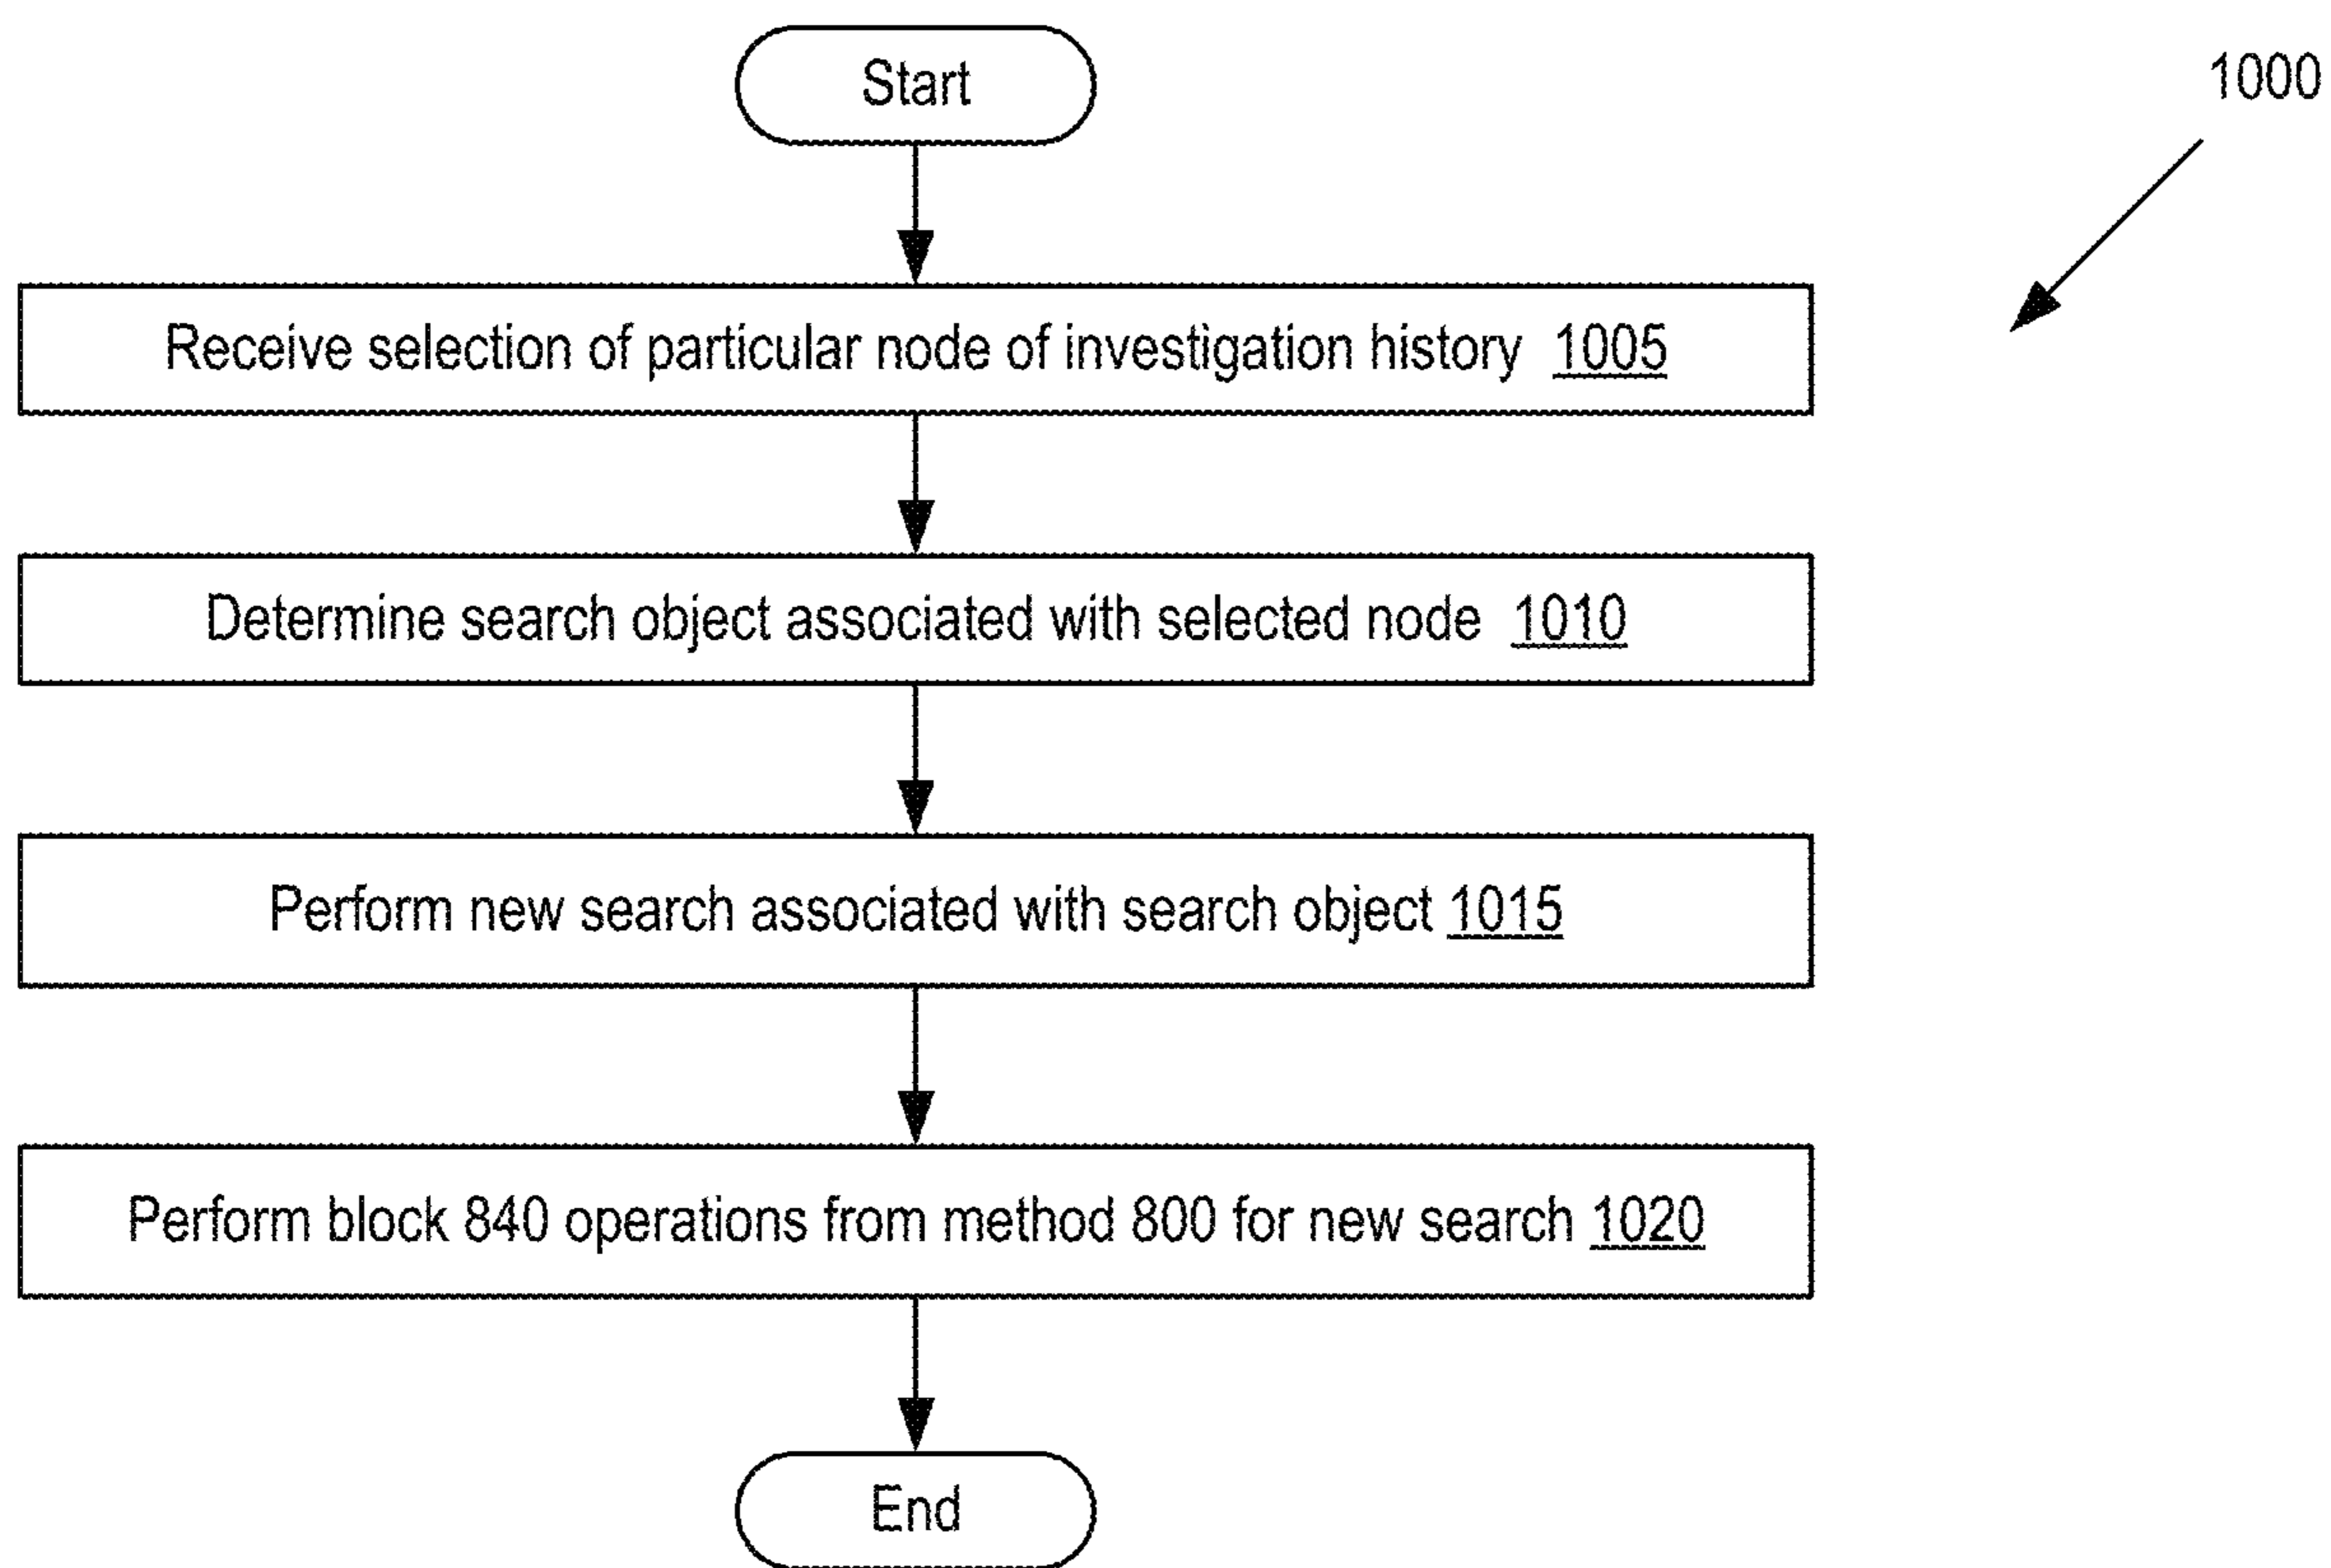 Start
1000
Receive selection of particular node of investigation history 1005
Determine search object associated with selected node 1010
Perform new search associated with search object 1015
Perform block 840 operations from method 800 for new search 1020
End